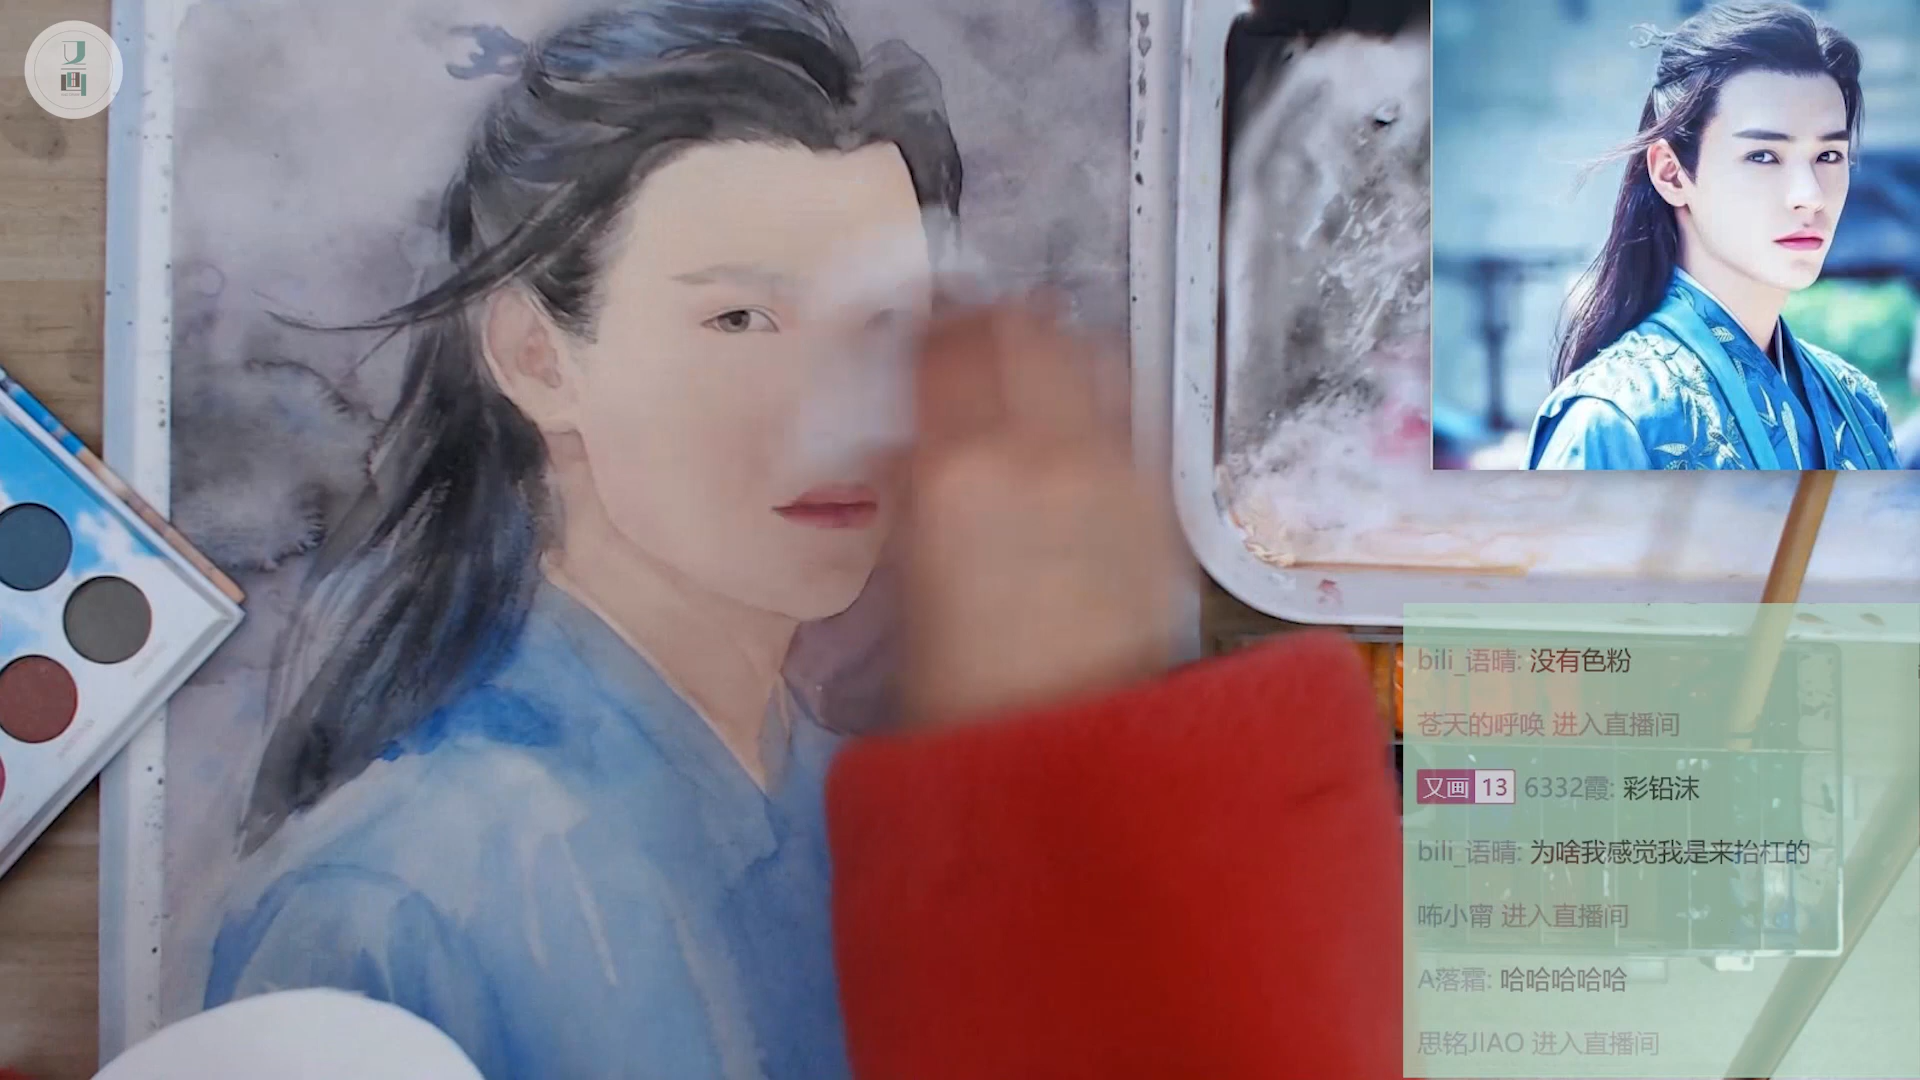 又画
bili_语晴: 没有色粉
苍天的呼唤 进入直播间
又画 13 6332霞: 彩铅沫
bili_语晴: 为啥我感觉我是来抬杠的
咘小甯 进入直播间
A落霜: 哈哈哈哈哈
思铭JIAO 进入直播间